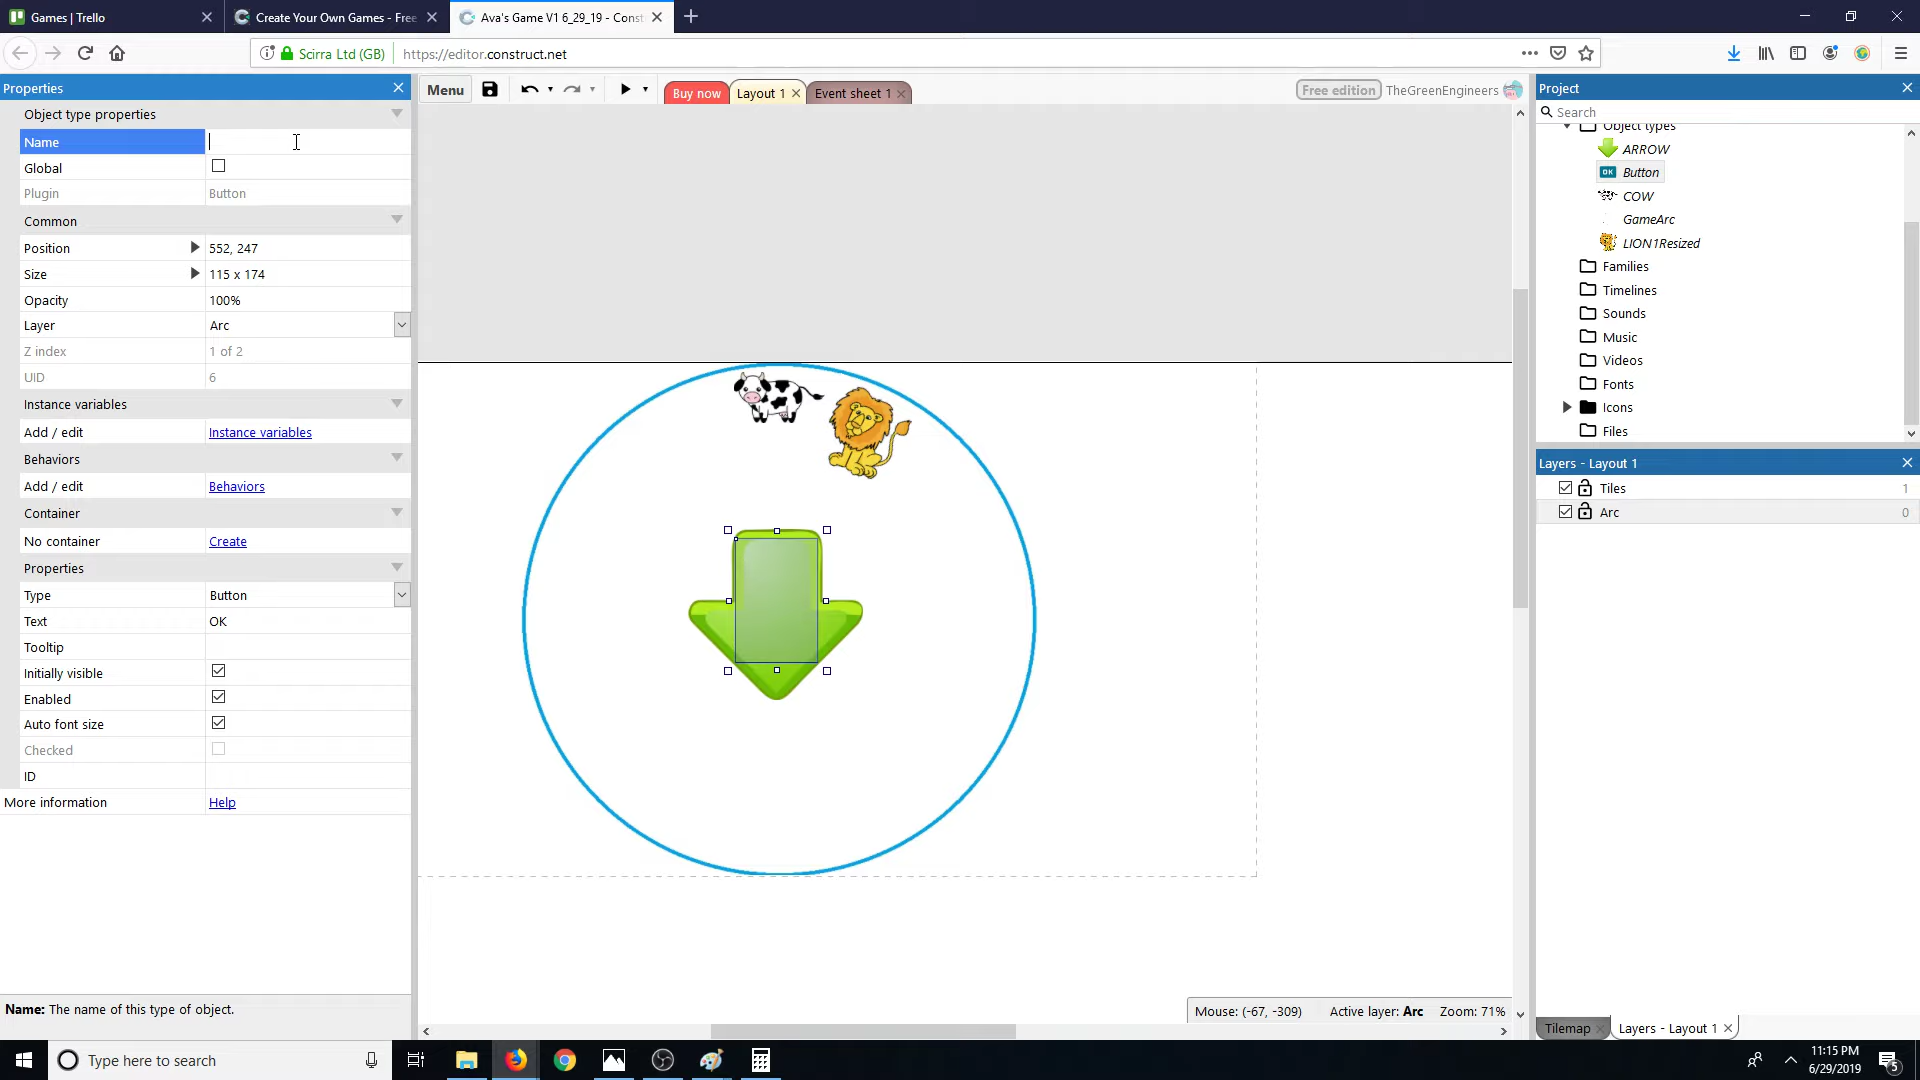 Games | Trello
Create Your Own Games - Free
Ava's Game V1 6_29_19 - Const
Scirra Ltd (GB)
https://editor.construct.net
Properties
Object type properties
Name
Global
Plugin Button
Common
Position 552, 247
Size 115 x 174
Opacity 100%
Layer Arc
Z index 1 of 2
UID 6
Instance variables
Add / edit Instance variables
Behaviors
Add / edit Behaviors
Container
No container Create
Properties
Type Button
Text OK
Tooltip
Initially visible
Enabled
Auto font size
Checked
ID
More information Help
Name: The name of this type of object.
Menu
Buy now
Layout 1
Event sheet 1
Free edition TheGreenEngineers
Mouse: (-67, -309) Active layer: Arc Zoom: 71%
Project
Search
Object types
ARROW
OK Button
COW
GameArc
LION1Resized
Families
Timelines
Sounds
Music
Videos
Fonts
Icons
Files
Layers - Layout 1
Tiles 1
Arc 0
Tilemap
Layers - Layout 1
Type here to search
11:15 PM
6/29/2019
5